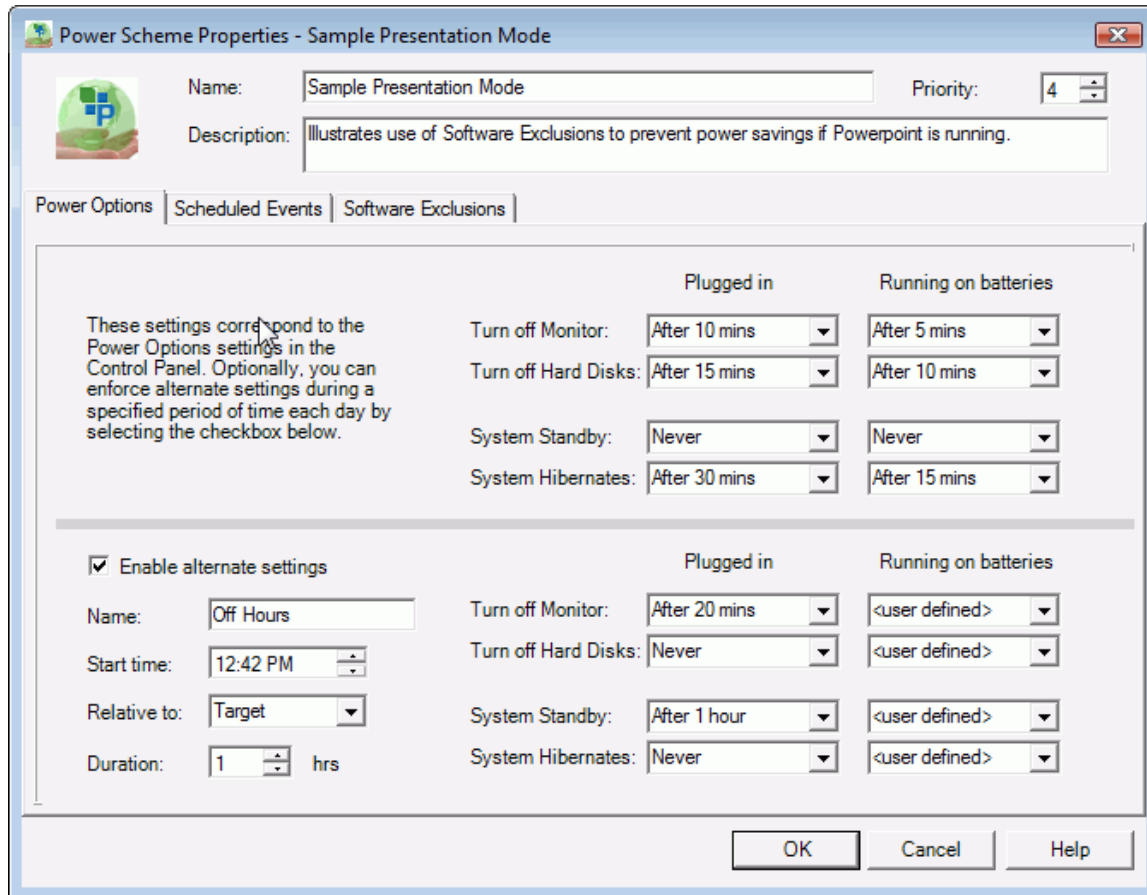 Power Scheme Properties - Sample Presentation Mode
Name: Sample Presentation Mode Priority: 4
Description: Illustrates use of Software Exclusions to prevent power savings if Powerpoint is running.
Power Options Scheduled Events Software Exclusions
Plugged in Running on batteries
These settings correspond to the
Power Options settings in the
Control Panel. Optionally, you can
enforce alternate settings during a
specified period of time each day by
selecting the checkbox below.
Turn off Monitor: After 10 mins After 5 mins
Turn off Hard Disks: After 15 mins After 10 mins
System Standby: Never Never
System Hibernates: After 30 mins After 15 mins
Enable alternate settings
Plugged in Running on batteries
Name: Off Hours
Start time: 12:42 PM
Relative to: Target
Duration: 1 hrs
Turn off Monitor: After 20 mins <user defined>
Turn off Hard Disks: Never <user defined>
System Standby: After 1 hour <user defined>
System Hibernates: Never <user defined>
OK Cancel Help